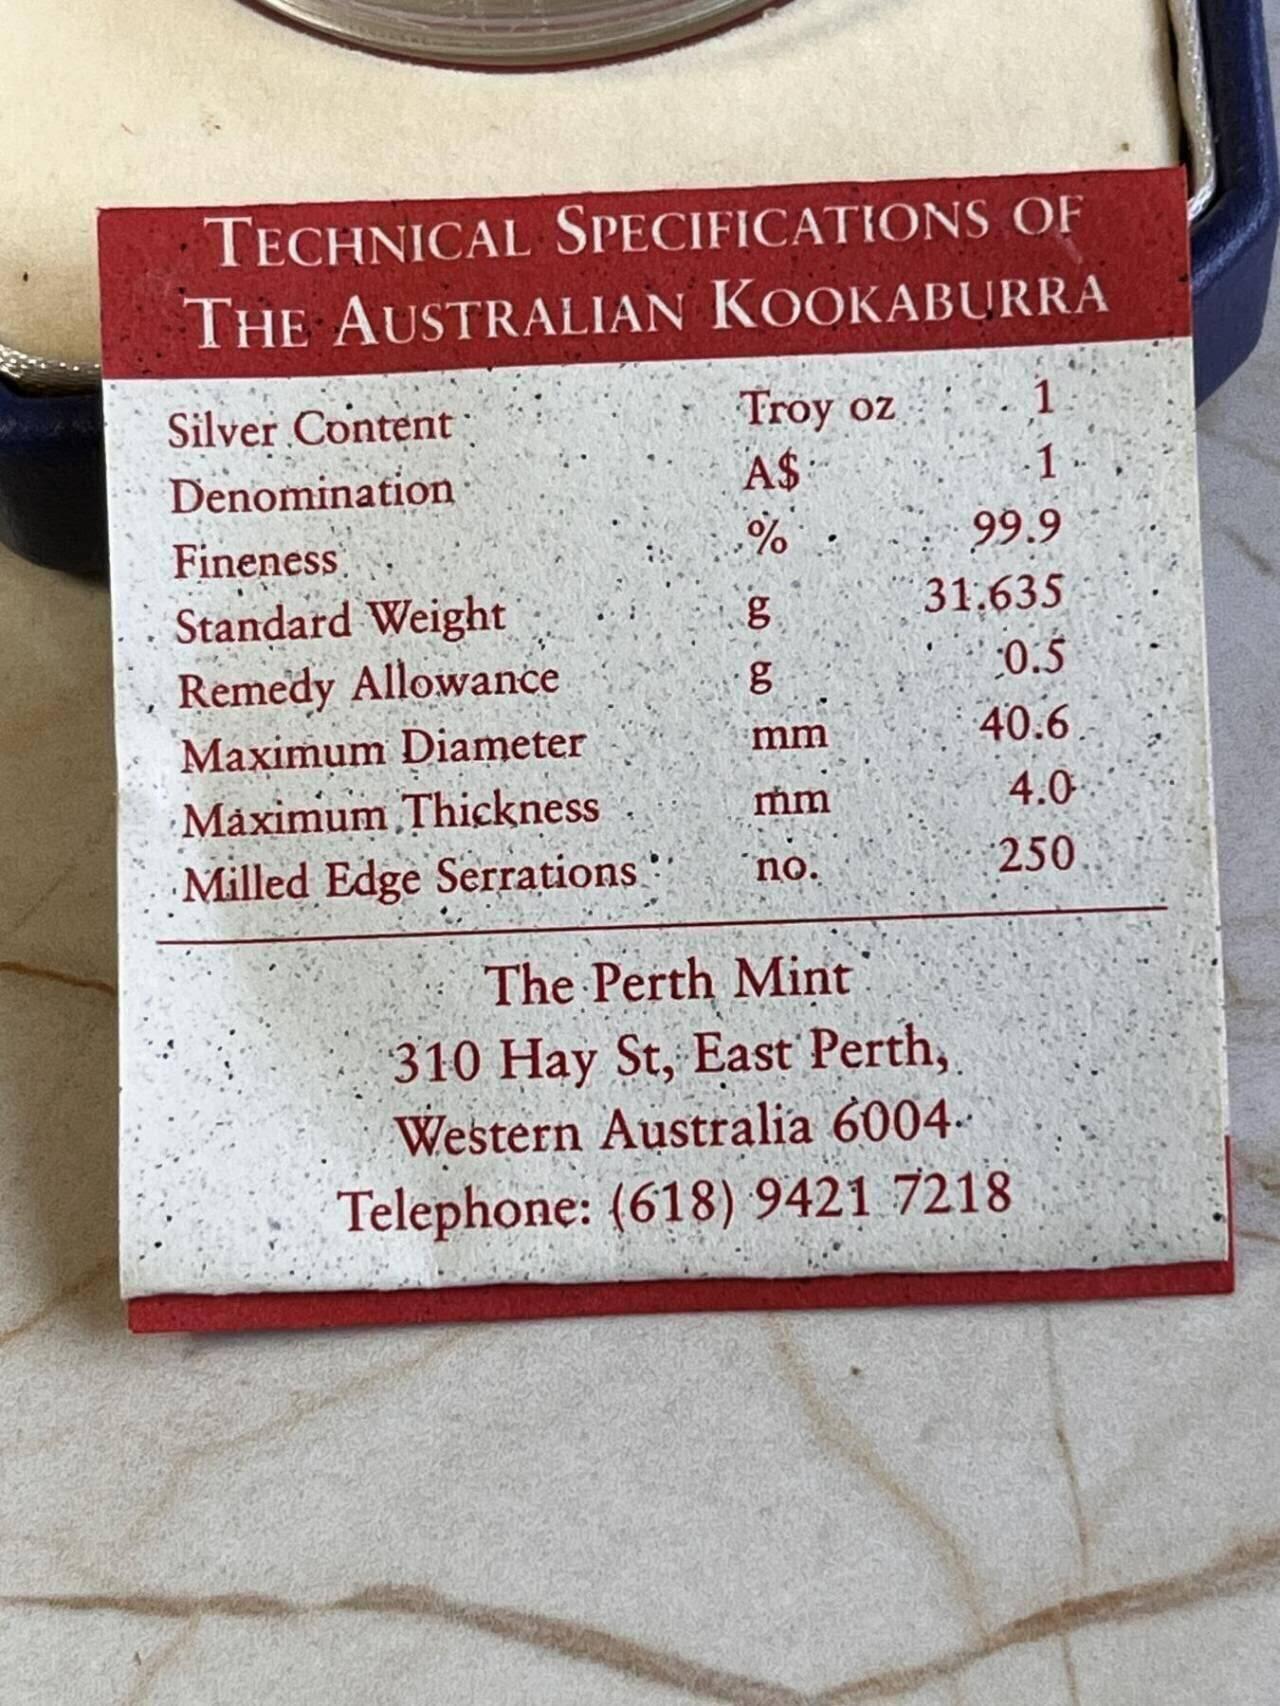 TECHNICAL SPECIFICATIONS OF
THE AUSTRALIAN KOOKABURRA
Silver Content Troy oz 1
Denomination A$ 1
Fineness % 99.9
Standard Weight g 31.635
Remedy Allowance g 0.5
Maximum Diameter mm 40.6
Maximum Thickness mm 4.0
Milled Edge Serrations no. 250
The Perth Mint
310 Hay St, East Perth,
Western Australia 6004
Telephone: (618) 9421 7218